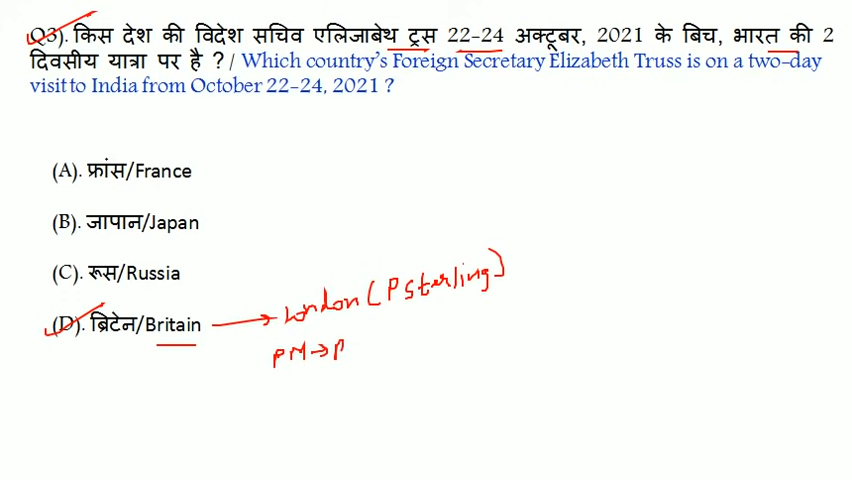 Q3). किस देश की विदेश सचिव एलिजाबेथ ट्रस 22-24 अक्टूबर, 2021 के बिच, भारत की 2
दिवसीय यात्रा पर है ? / Which country's Foreign Secretary Elizabeth Truss is on a two-day
visit to India from October 22-24, 2021 ?
(A). फ्रांस/France
(B). जापान/Japan
(C). रूस/Russia
(D). ब्रिटेन/Britain → London (P Sterling)
PM → P